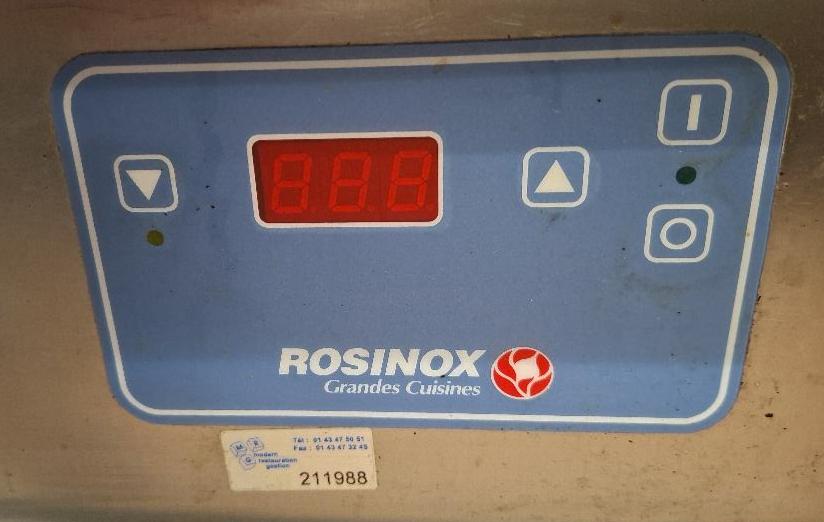 ROSINOX
Grandes Cuisines
M R G
Tél : 01 43 47 50 51
Fax : 01 43 47 32 45
modern
restauration
gestion
211988